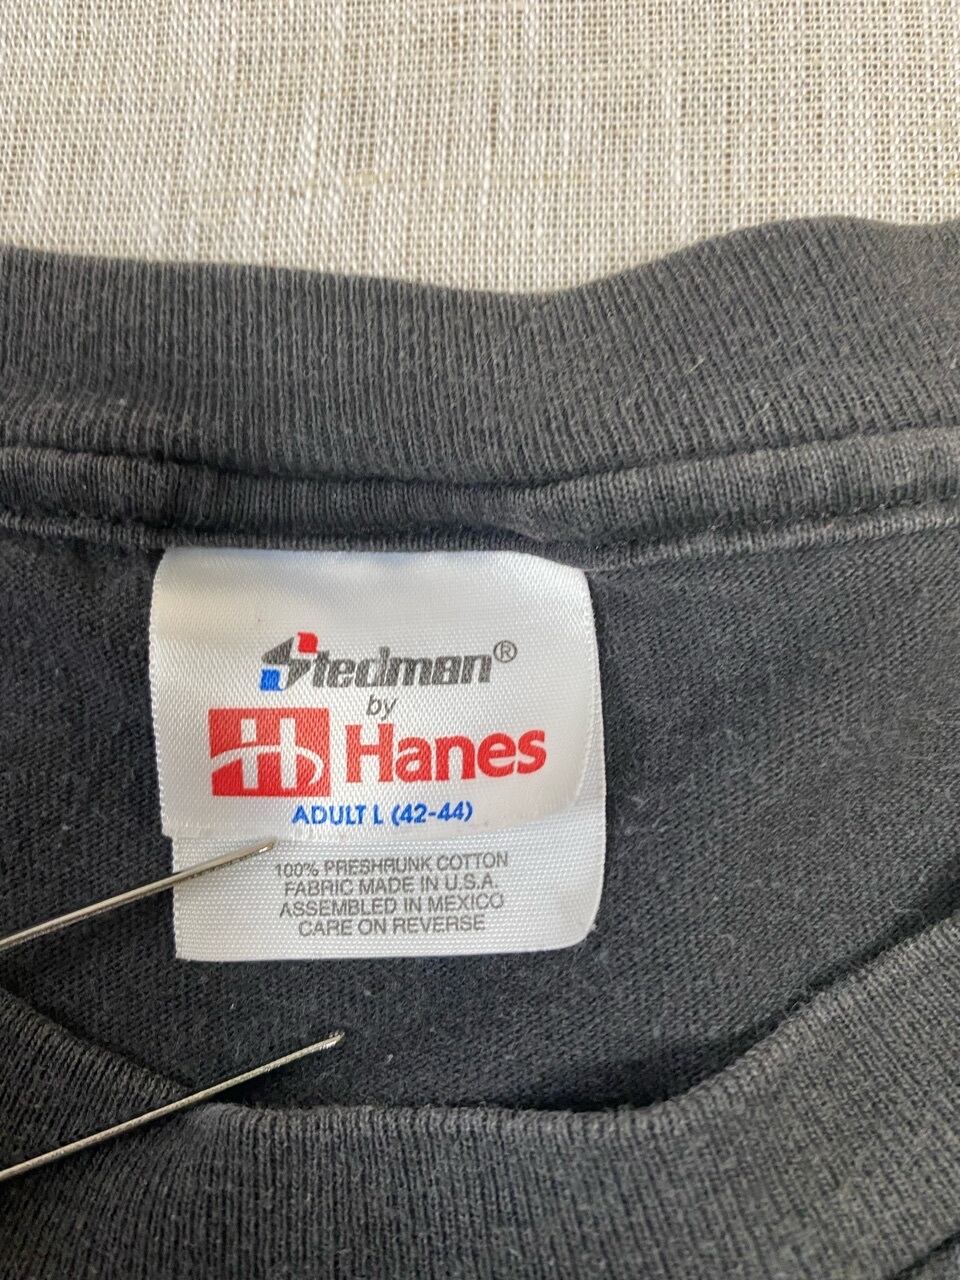 Stedman®
by
H Hanes
ADULT L (42-44)
100% PRESHRUNK COTTON
FABRIC MADE IN U.S.A.
ASSEMBLED IN MEXICO
CARE ON REVERSE